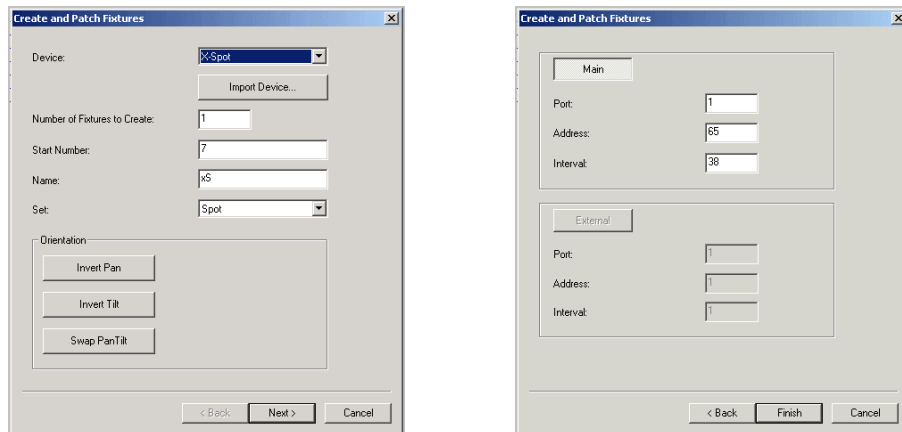 Create and Patch Fixtures
Device:
X-Spot
Import Device...
Number of Fixtures to Create:
1
Start Number:
7
Name:
xS
Set:
Spot
Orientation
Invert Pan
Invert Tilt
Swap PanTilt
< Back
Next >
Cancel
Create and Patch Fixtures
Main
Port:
1
Address:
65
Interval:
38
External
Port:
1
Address:
1
Interval:
1
< Back
Finish
Cancel